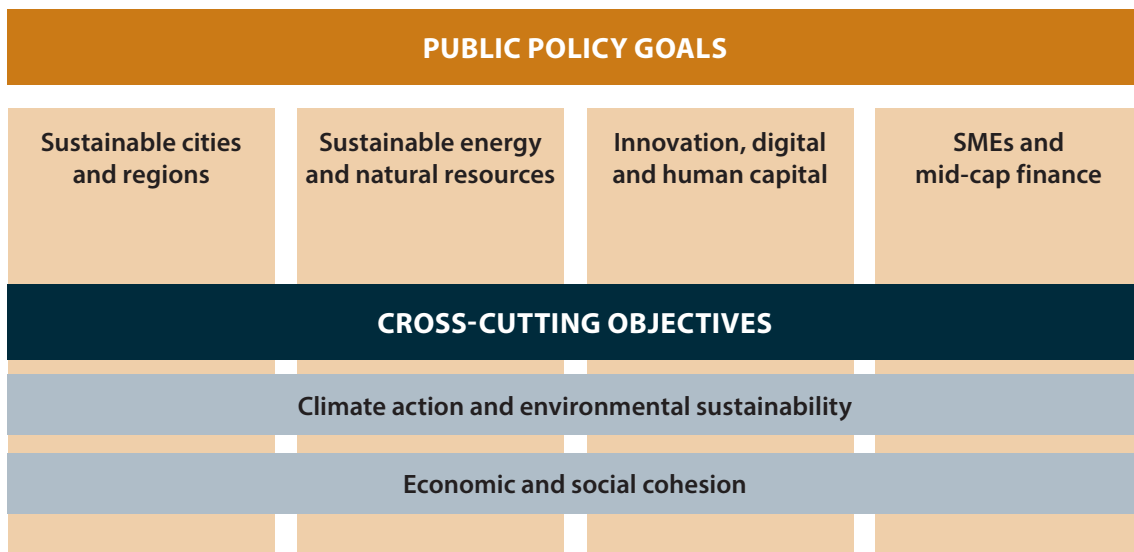 PUBLIC POLICY GOALS
Sustainable cities
and regions
Sustainable energy
and natural resources
Innovation, digital
and human capital
SMEs and
mid-cap finance
CROSS-CUTTING OBJECTIVES
Climate action and environmental sustainability
Economic and social cohesion